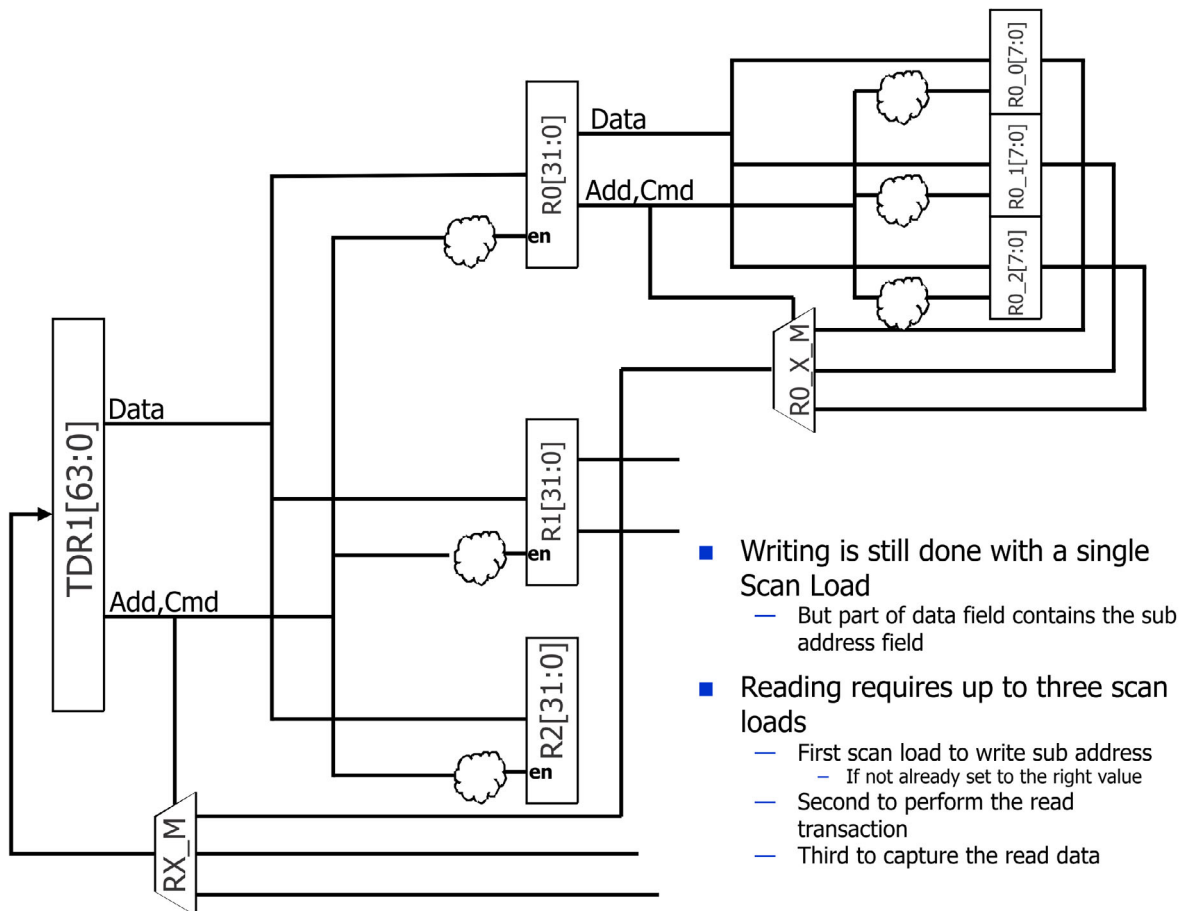 R0_0[7:0]
R0[31:0]
Data
R0_1[7:0]
Add,Cmd
R0_2[7:0]
en
R0_X_M
TDR1[63:0]
Data
R1[31:0]
en
Add,Cmd
R2[31:0]
en
RX_M
■ Writing is still done with a single
Scan Load
— But part of data field contains the sub
address field
■ Reading requires up to three scan
loads
— First scan load to write sub address
– If not already set to the right value
— Second to perform the read
transaction
— Third to capture the read data